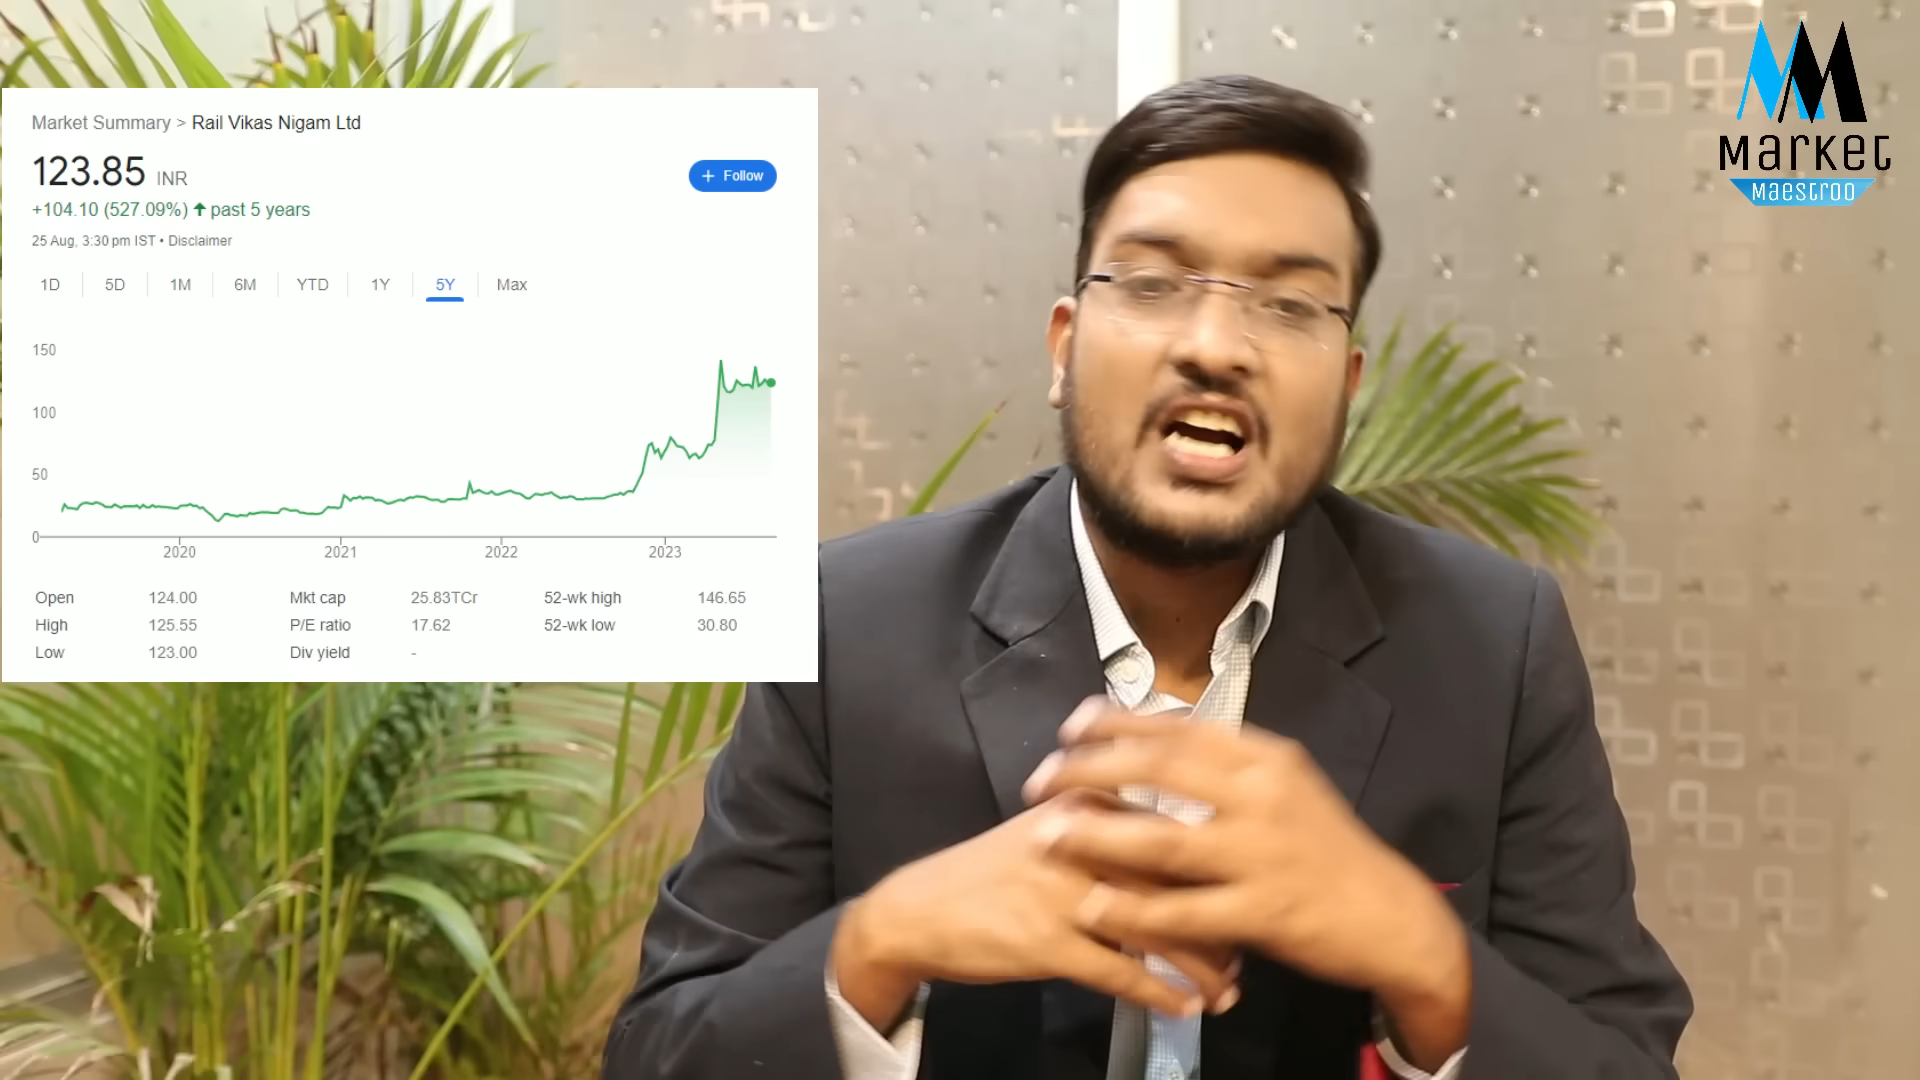 Market Summary > Rail Vikas Nigam Ltd
123.85 INR
+ Follow
+104.10 (527.09%) ↑ past 5 years
25 Aug, 3:30 pm IST • Disclaimer
1D 5D 1M 6M YTD 1Y 5Y Max
150
100
50
0
2020 2021 2022 2023
Open 124.00 Mkt cap 25.83TCr 52-wk high 146.65
High 125.55 P/E ratio 17.62 52-wk low 30.80
Low 123.00 Div yield -
Market
Maestroo